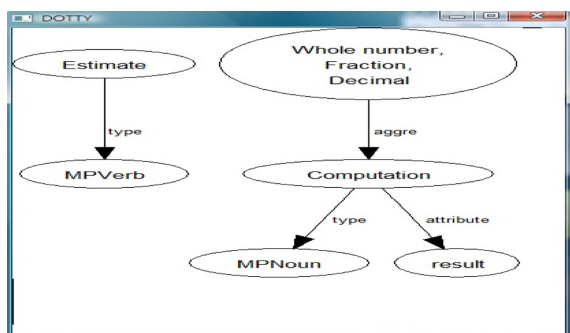 DOTTY
Estimate
Whole number,
Fraction,
Decimal
type
aggre
MPVerb
Computation
type
attribute
MPNoun
result